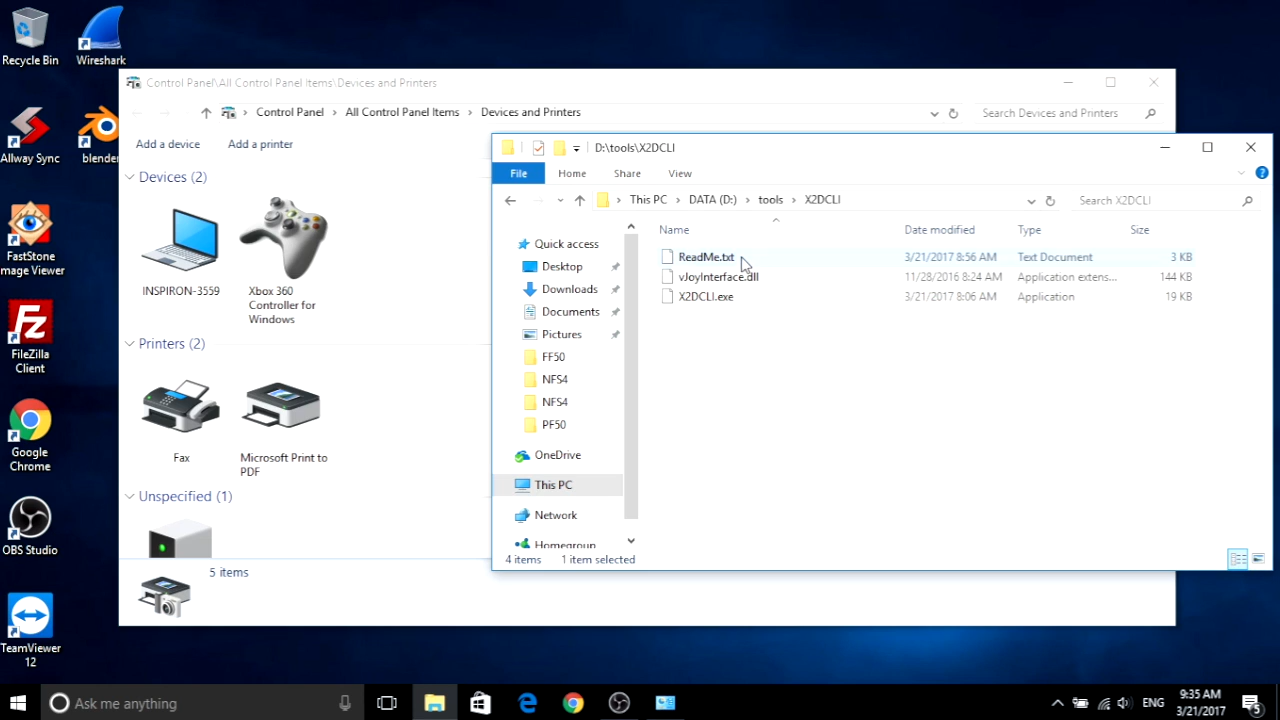 Recycle Bin
Wireshark
Allway Sync
blender
FastStone
mage Viewer
FileZilla
Client
Google
Chrome
OBS Studio
TeamViewer
12
Control Panel\All Control Panel Items\Devices and Printers
Control Panel > All Control Panel Items > Devices and Printers
Search Devices and Printers
Add a device
Add a printer
Devices (2)
INSPIRON-3559
Xbox 360
Controller for
Windows
Printers (2)
Fax
Microsoft Print to
PDF
Unspecified (1)
5 items
D:\tools\X2DCLI
File
Home
Share
View
This PC > DATA (D:) > tools > X2DCLI
Search X2DCLI
Quick access
Desktop
Downloads
Documents
Pictures
FF50
NFS4
NFS4
PF50
OneDrive
This PC
Network
Homegroup
Name Date modified Type Size
ReadMe.txt 3/21/2017 8:56 AM Text Document 3 KB
vJoyInterface.dll 11/28/2016 8:24 AM Application extens... 144 KB
X2DCLI.exe 3/21/2017 8:06 AM Application 19 KB
4 items 1 item selected
Ask me anything
ENG
9:35 AM
3/21/2017
5